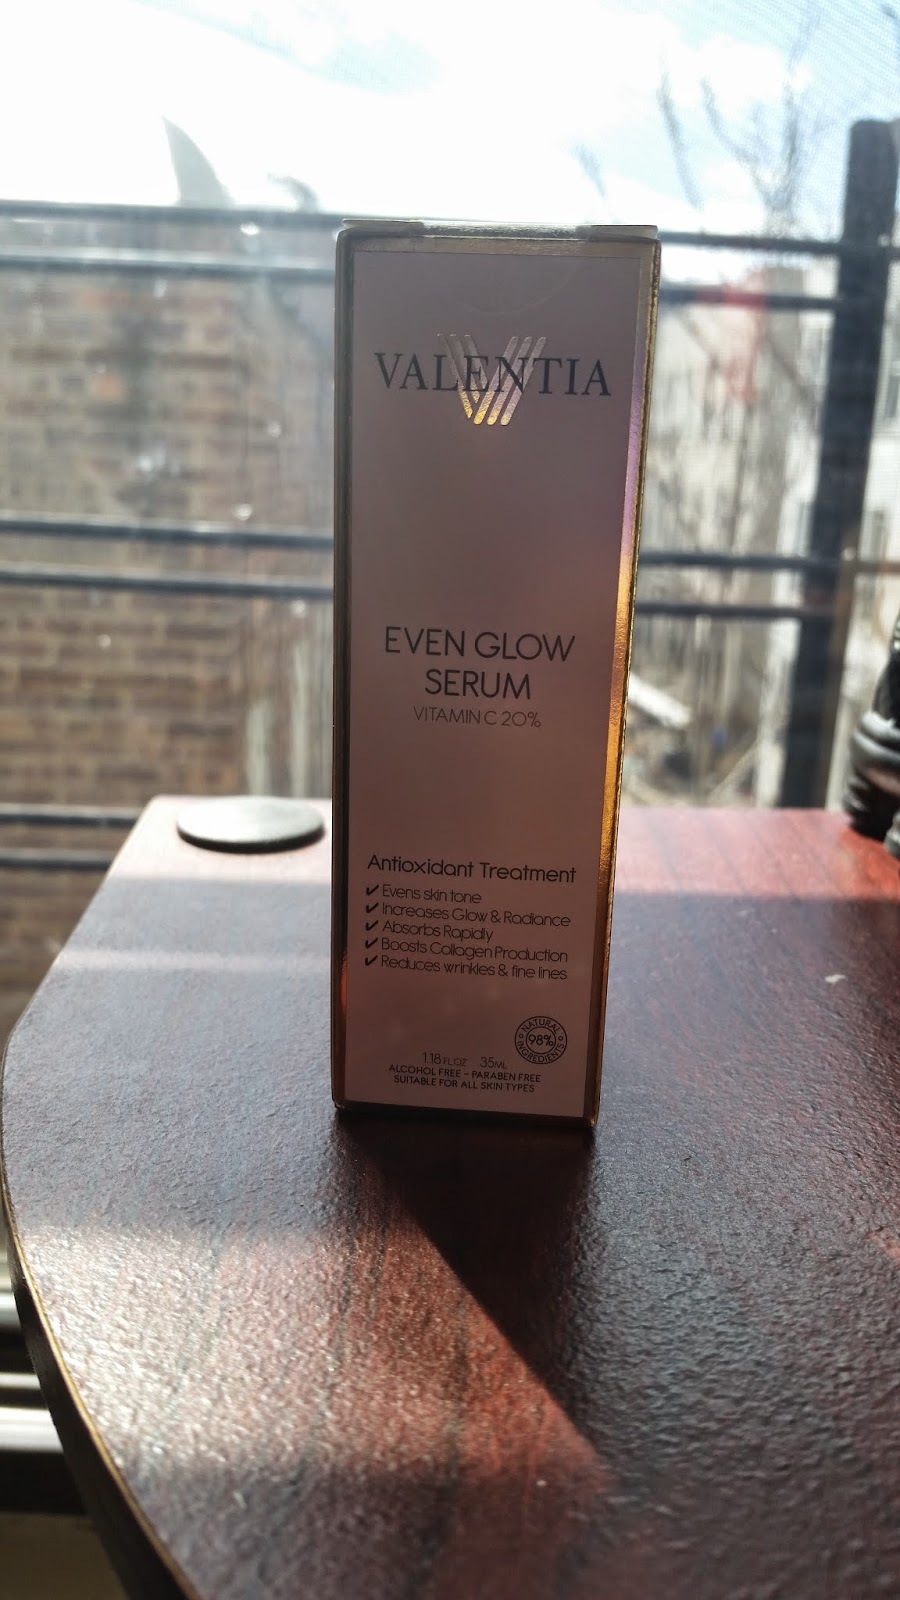 VALENTIA
EVEN GLOW
SERUM
VITAMIN C 20%
Antioxidant Treatment
✔ Evens skin tone
✔ Increases Glow & Radiance
✔ Absorbs Rapidly
✔ Boosts Collagen Production
✔ Reduces wrinkles & fine lines
NATURAL
98%
INGREDIENTS
1.18 FL OZ 35ML
ALCOHOL FREE - PARABEN FREE
SUITABLE FOR ALL SKIN TYPES